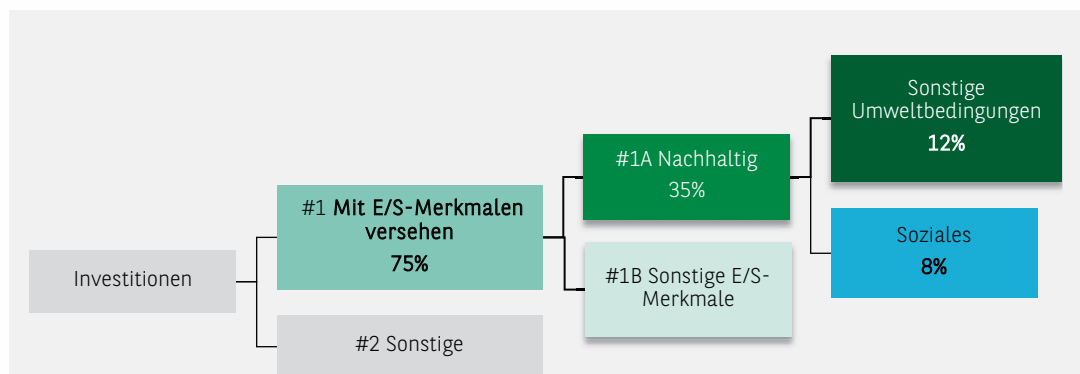 Investitionen
#1 Mit E/S-Merkmalen
versehen
75%
#2 Sonstige
#1A Nachhaltig
35%
#1B Sonstige E/S-
Merkmale
Sonstige
Umweltbedingungen
12%
Soziales
8%